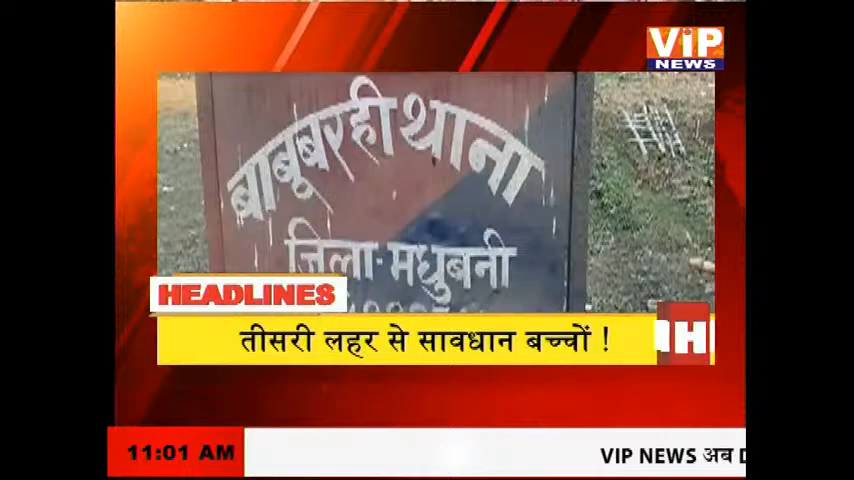 ViP
NEWS
बाबूबरही थाना
जिला-मधुबनी
HEADLINES
तीसरी लहर से सावधान बच्चों !
H
11:01 AM
VIP NEWS अब